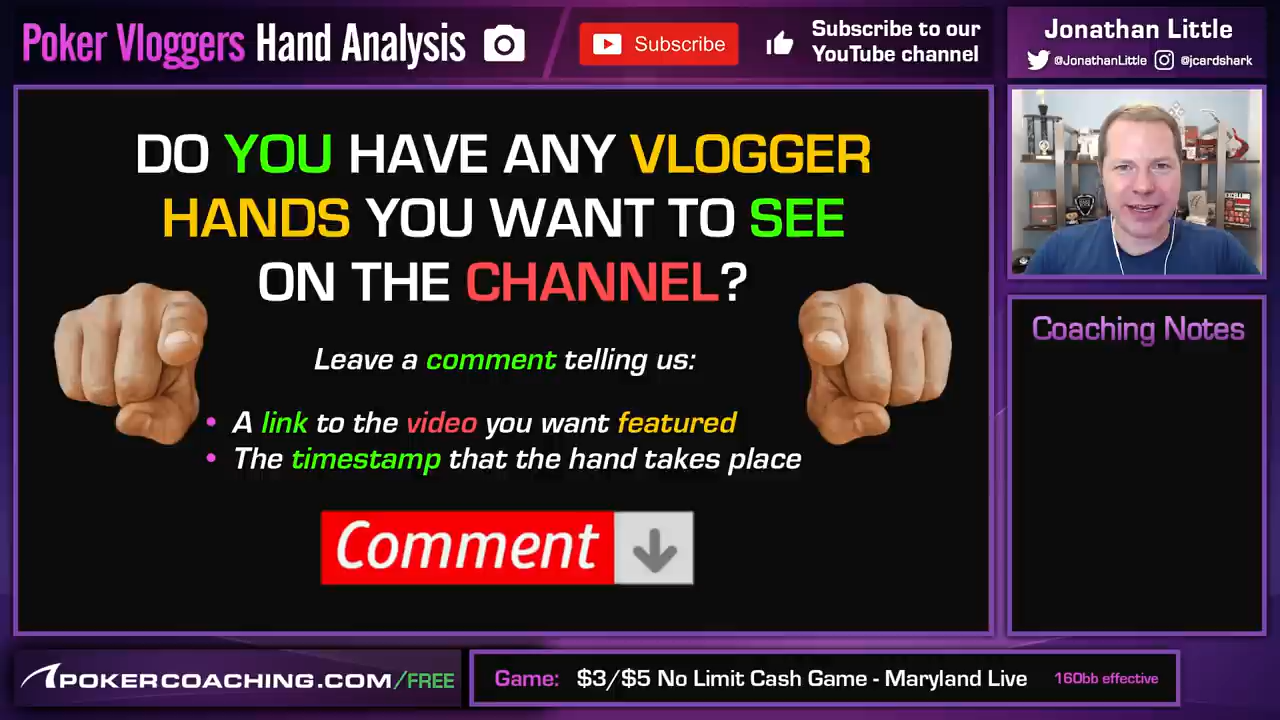 Poker Vloggers Hand Analysis
Subscribe
Subscribe to our
YouTube channel
Jonathan Little
@JonathanLittle @jcardshark
DO YOU HAVE ANY VLOGGER
HANDS YOU WANT TO SEE
ON THE CHANNEL?
Leave a comment telling us:
• A link to the video you want featured
• The timestamp that the hand takes place
Comment
Coaching Notes
POKERCOACHING.COM/FREE
Game: $3/$5 No Limit Cash Game - Maryland Live 160bb effective